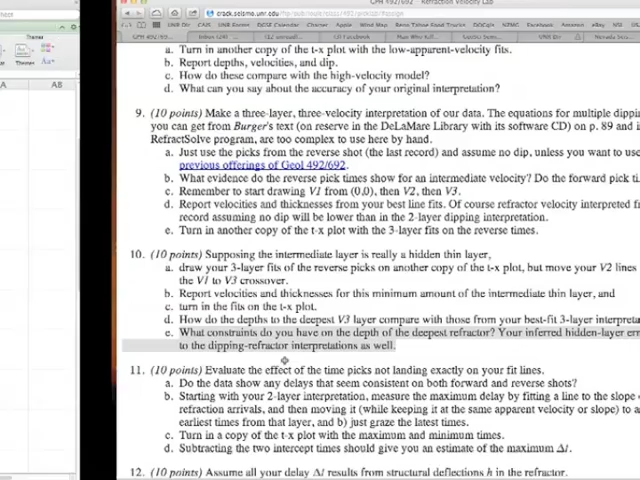 CPR 492/692 Refraction Velocity Lab
crack.seismo.unr.edu
Themes
Aa
A AB
a. Turn in another copy of the t-x plot with the low-apparent-velocity fits.
b. Report depths, velocities, and dip.
c. How do these compare with the high-velocity model?
d. What can you say about the accuracy of your original interpretation?
9. (10 points) Make a three-layer, three-velocity interpretation of our data. The equations for multiple dipping
you can get from Burger's text (on reserve in the DeLaMare Library with its software CD) on p. 89 and i
RefractSolve program, are too complex to use here by hand.
a. Just use the picks from the reverse shot (the last record) and assume no dip, unless you want to use
previous offerings of Geol 492/692.
b. What evidence do the reverse pick times show for an intermediate velocity? Do the forward pick ti
c. Remember to start drawing V1 from (0,0), then V2, then V3.
d. Report velocities and thicknesses from your best line fits. Of course refractor velocity interpreted f
record assuming no dip will be lower than in the 2-layer dipping interpretation.
e. Turn in another copy of the t-x plot with the 3-layer fits on the reverse times.
10. (10 points) Supposing the intermediate layer is really a hidden thin layer,
a. draw your 3-layer fits of the reverse picks on another copy of the t-x plot, but move your V2 lines
the V1 to V3 crossover.
b. Report velocities and thicknesses for this minimum amount of the intermediate thin layer, and
c. turn in the fits on the t-x plot.
d. How do the depths to the deepest V3 layer compare with those from your best-fit 3-layer interpreta
e. What constraints do you have on the depth of the deepest refractor? Your inferred hidden-layer err
to the dipping-refractor interpretations as well.
11. (10 points) Evaluate the effect of the time picks not landing exactly on your fit lines.
a. Do the data show any delays that seem consistent on both forward and reverse shots?
b. Starting with your 2-layer interpretation, measure the maximum delay by fitting a line to the slope
refraction arrivals, and then moving it (while keeping it at the same apparent velocity or slope) to a
earliest times from that layer, and b) just graze the latest times.
c. Turn in a copy of the t-x plot with the maximum and minimum times.
d. Subtracting the two intercept times should give you an estimate of the maximum Δt.
12. (10 points) Assume all your delay Δt results from structural deflections h in the refractor.